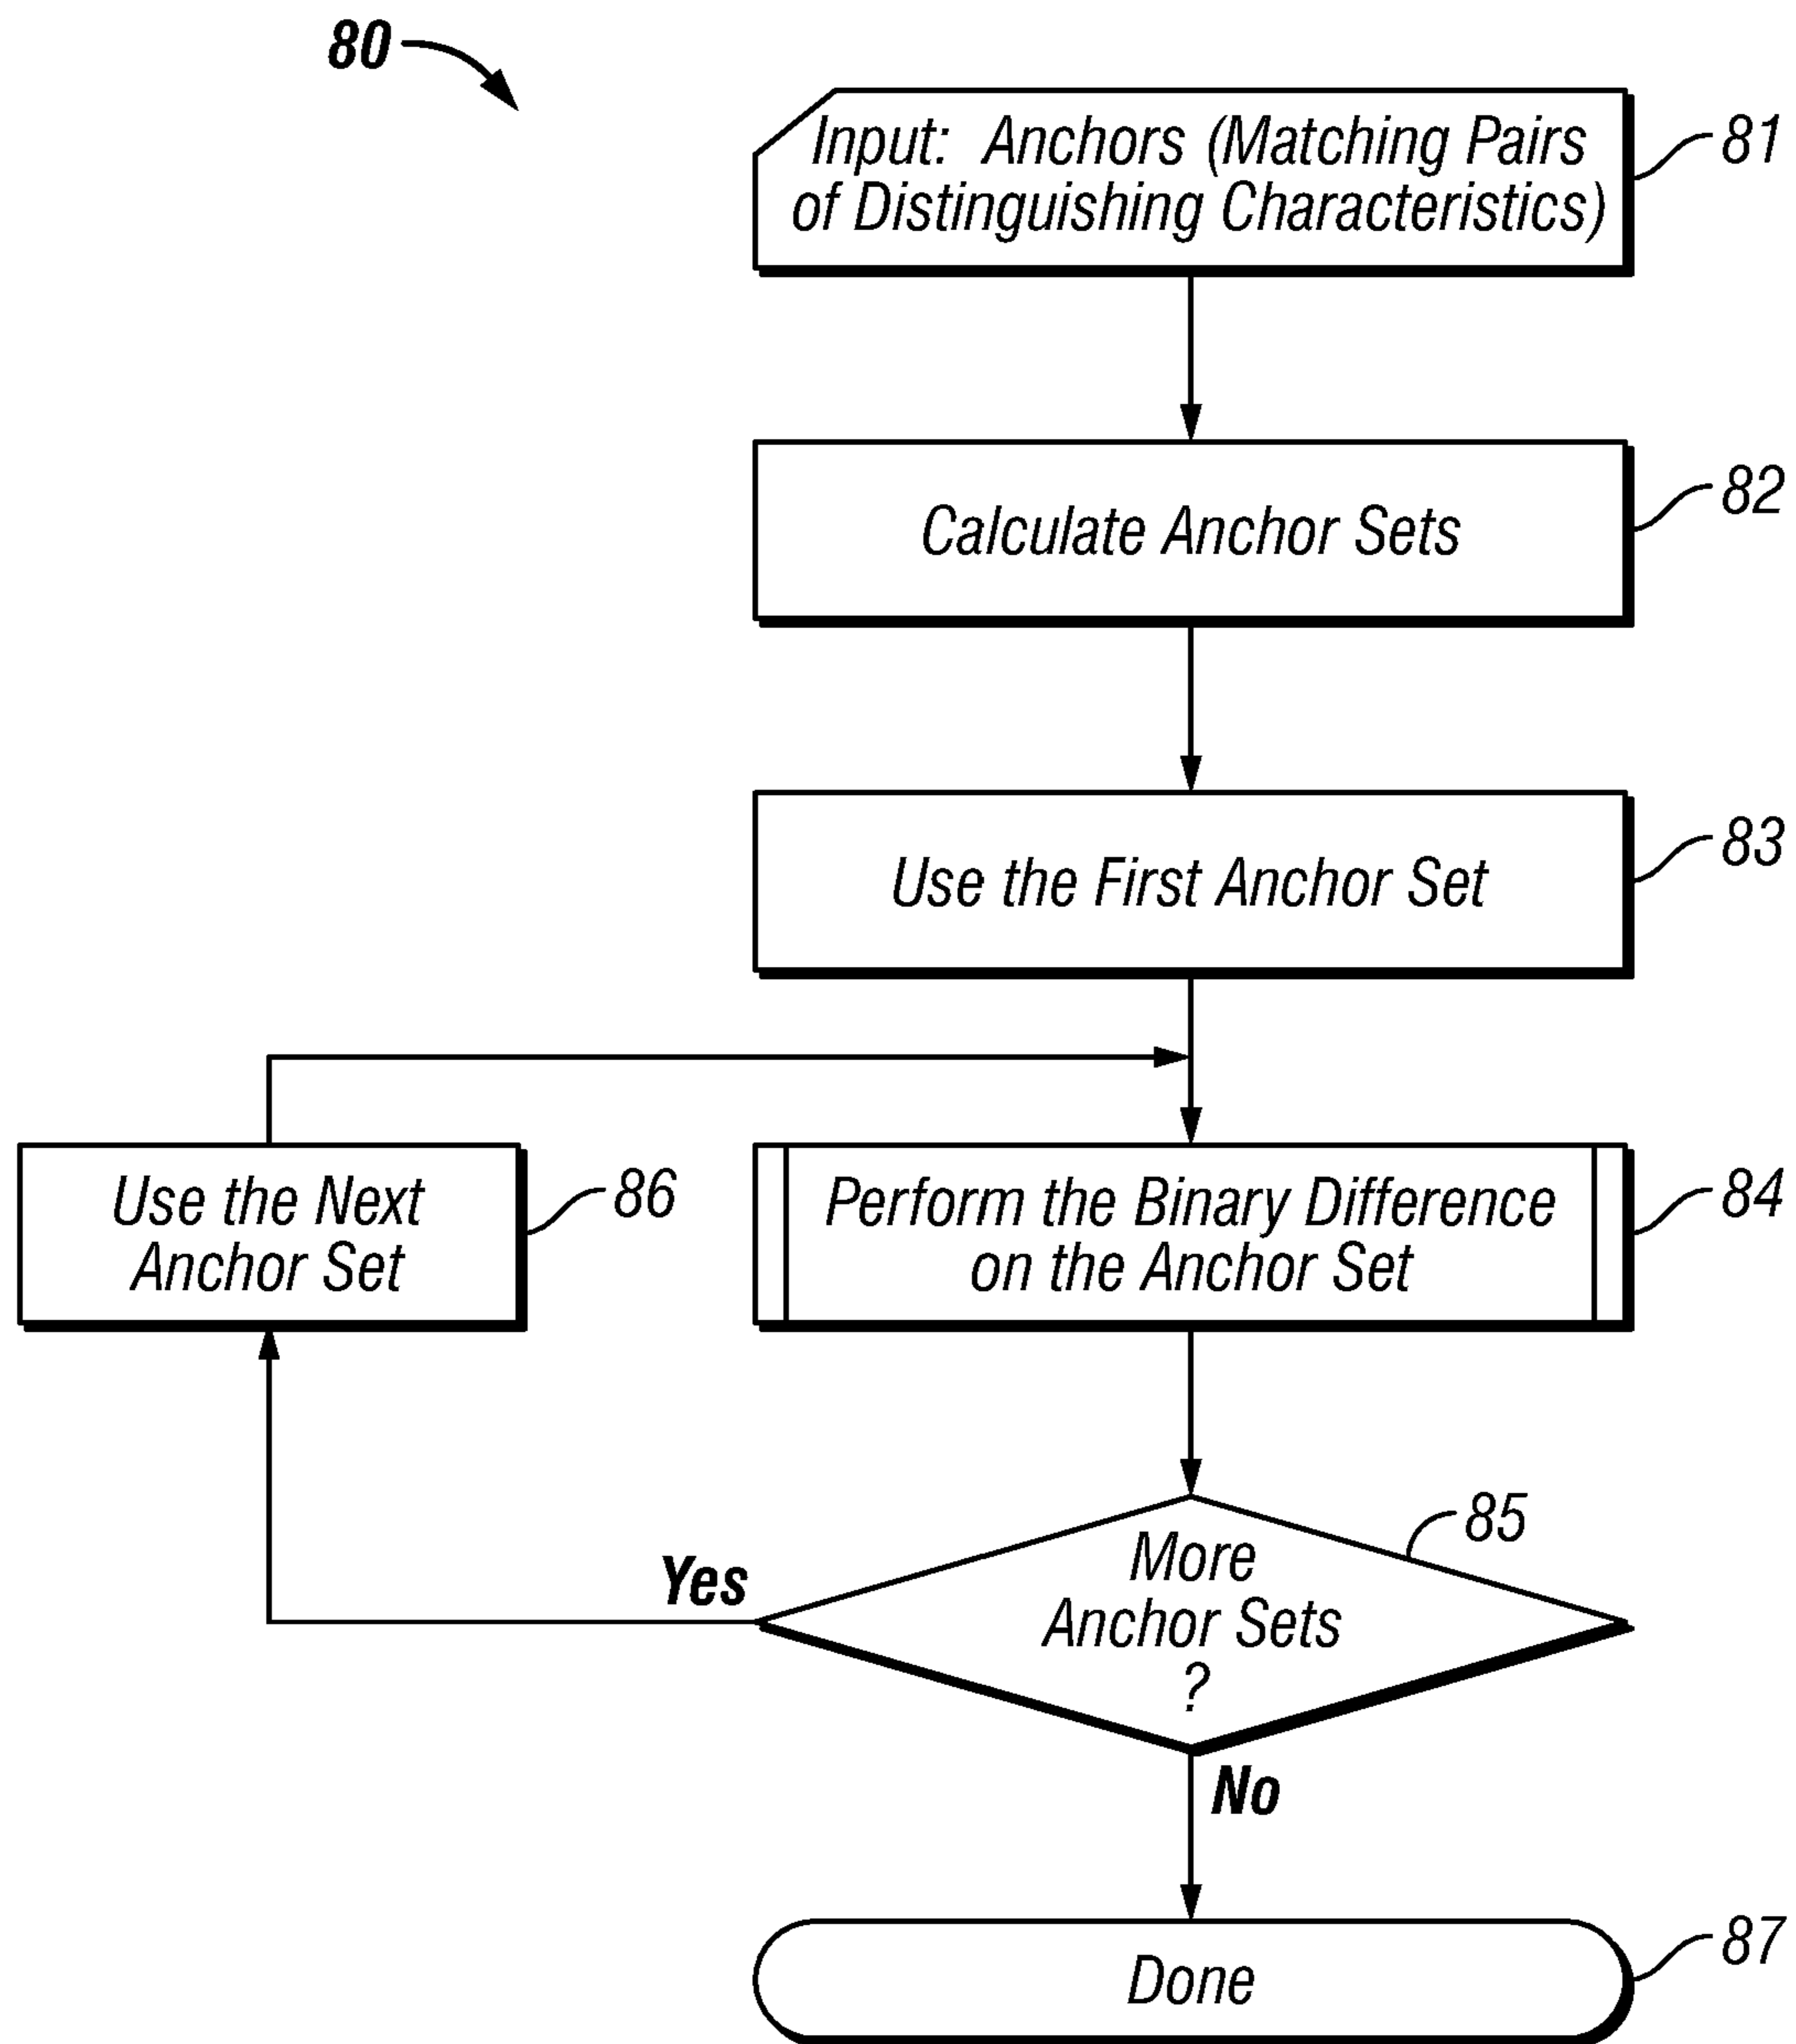 80
Input: Anchors (Matching Pairs
of Distinguishing Characteristics)
81
Calculate Anchor Sets
82
Use the First Anchor Set
83
Use the Next
Anchor Set
86
Perform the Binary Difference
on the Anchor Set
84
More
Anchor Sets
?
85
Yes
No
Done
87